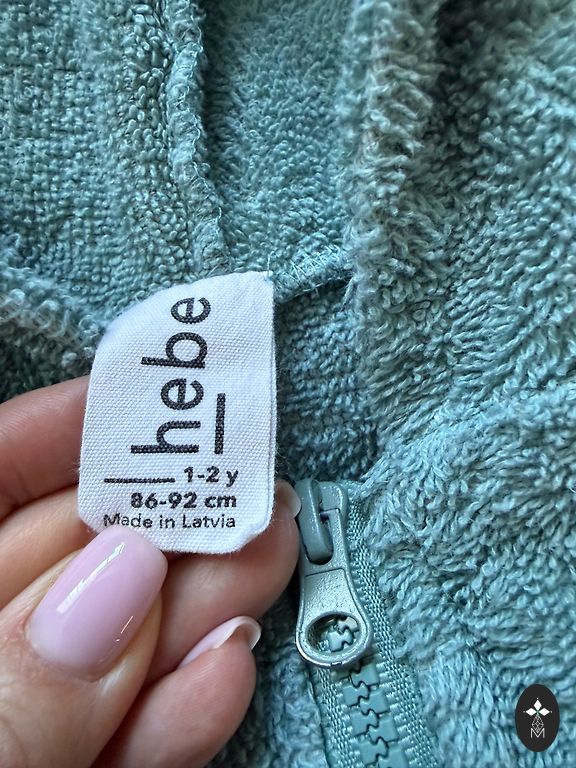 hebe
1-2 y
86-92 cm
Made in Latvia
M